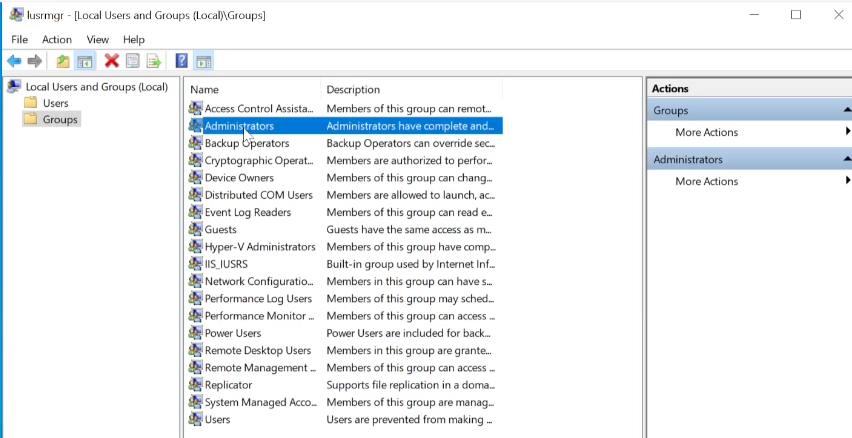 lusrmgr - [Local Users and Groups (Local)\Groups]
File Action View Help
Local Users and Groups (Local)
Users
Groups
Name Description
Access Control Assista... Members of this group can remot...
Administrators Administrators have complete and...
Backup Operators Backup Operators can override sec...
Cryptographic Operat... Members are authorized to perfor...
Device Owners Members of this group can chang...
Distributed COM Users Members are allowed to launch, ac...
Event Log Readers Members of this group can read e...
Guests Guests have the same access as m...
Hyper-V Administrators Members of this group have comp...
IIS_IUSRS Built-in group used by Internet Inf...
Network Configuratio... Members in this group can have s...
Performance Log Users Members of this group may sched...
Performance Monitor ... Members of this group can access ...
Power Users Power Users are included for back...
Remote Desktop Users Members in this group are grante...
Remote Management ... Members of this group can access ...
Replicator Supports file replication in a doma...
System Managed Acco... Members of this group are manag...
Users Users are prevented from making ...
Actions
Groups
More Actions
Administrators
More Actions